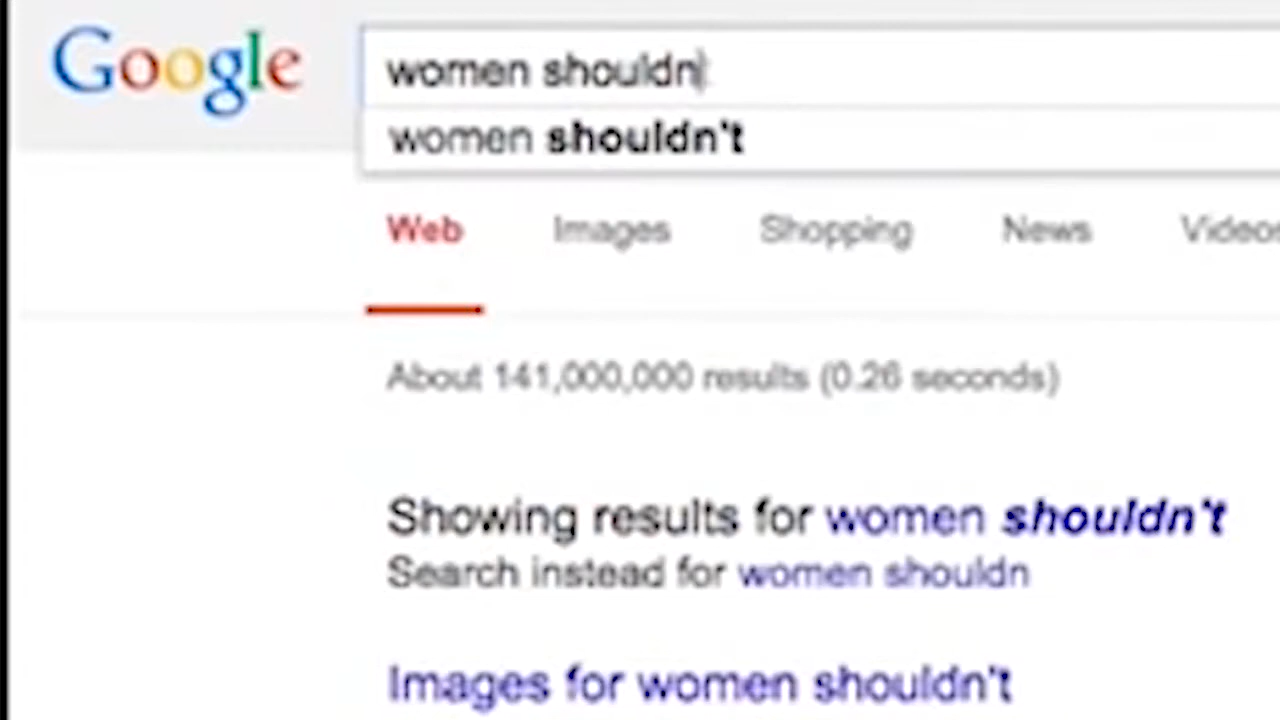 Google women shouldn
women shouldn't
Web Images Shopping News Videos
About 141,000,000 results (0.26 seconds)
Showing results for women shouldn't
Search instead for women shouldn
Images for women shouldn't